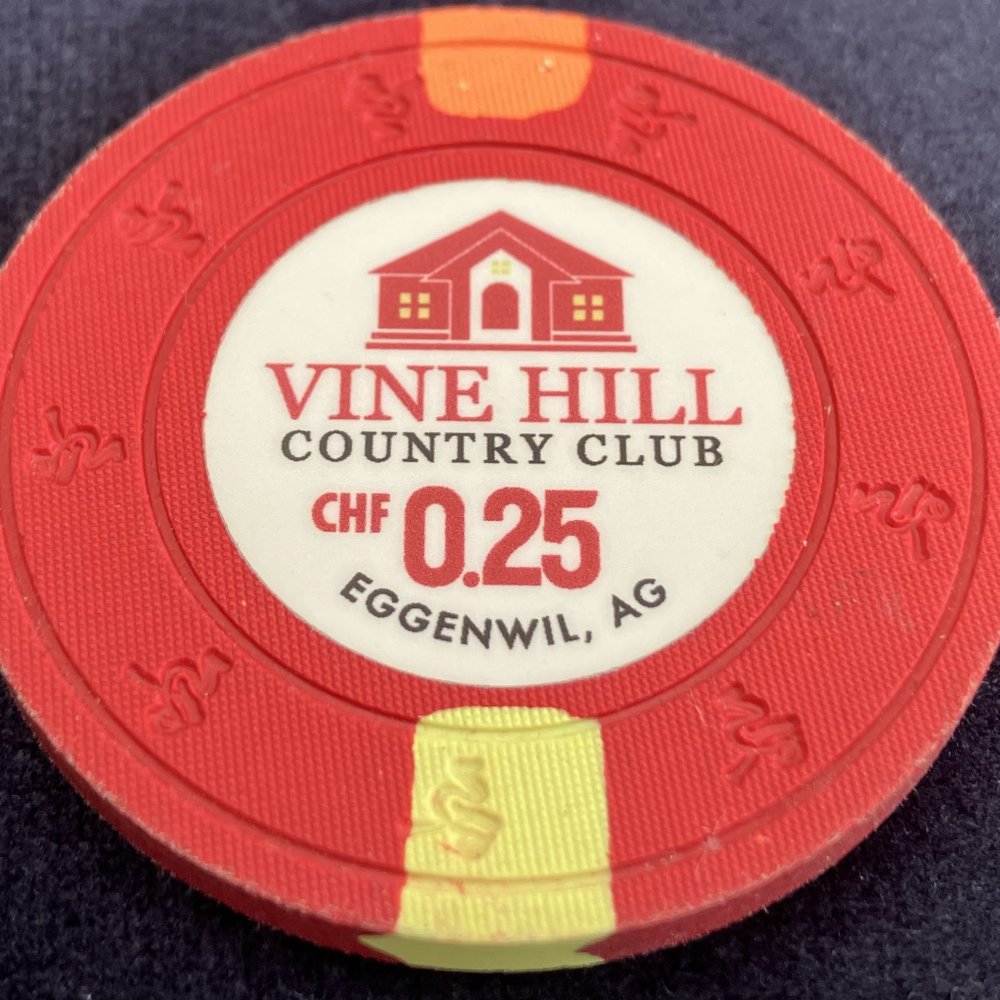 VINE HILL
COUNTRY CLUB
CHF 0.25
EGGENWIL, AG